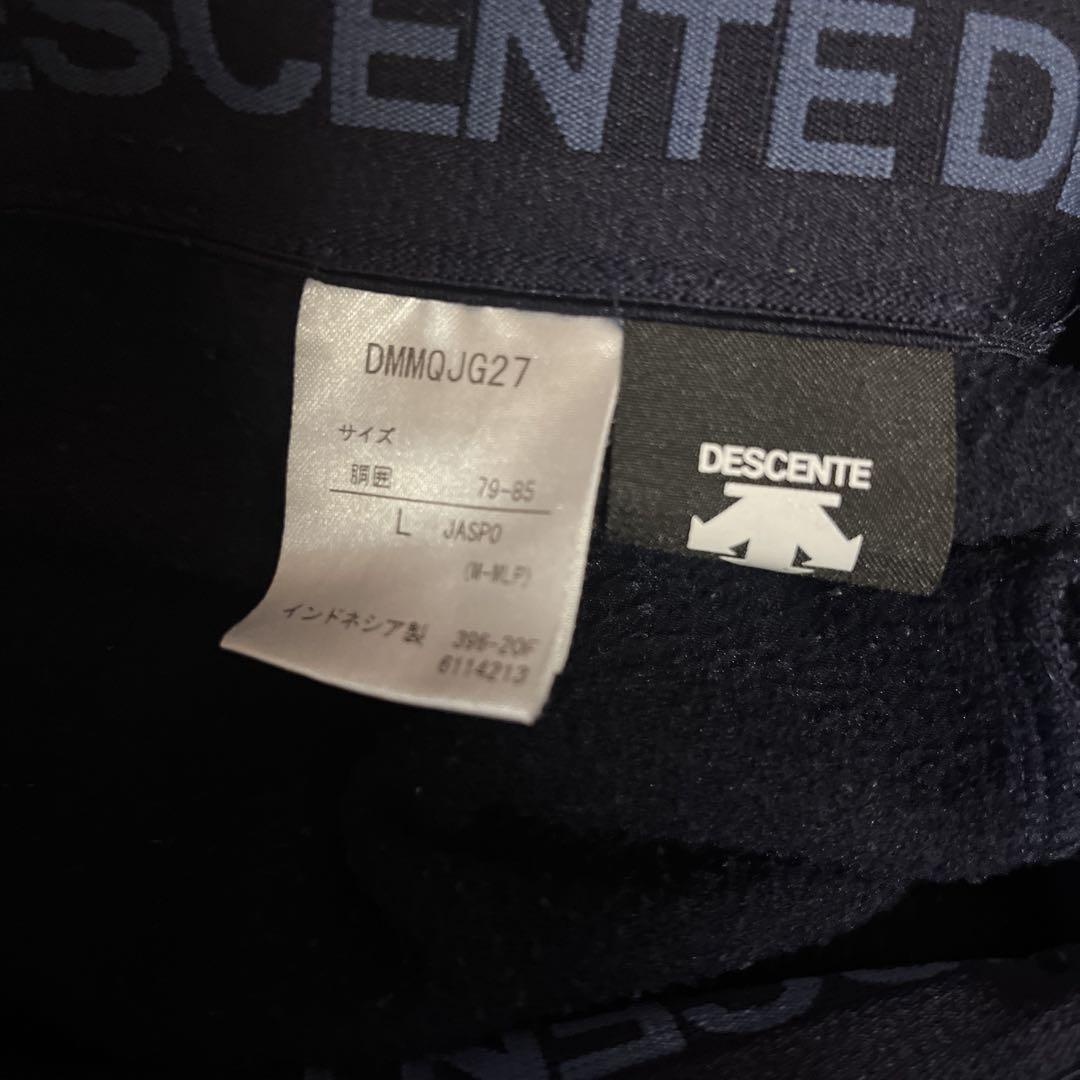 ESCENTE D
DMMQJG27
サイズ
胴囲 79-85
L JASPO
(W-WLP)
インドネシア製 396-20F
6114213
DESCENTE